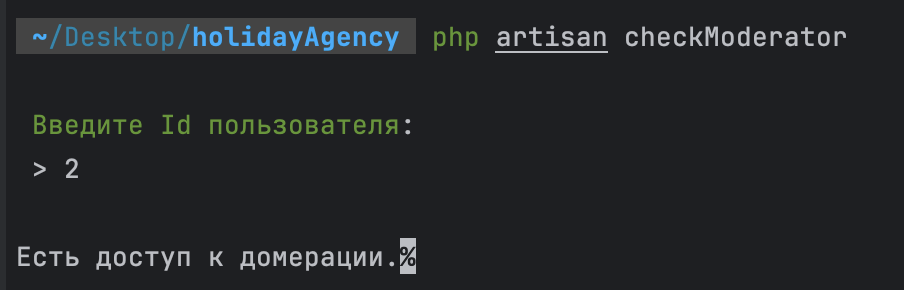 ~/Desktop/holidayAgency php artisan checkModerator
Введите Id пользователя:
> 2
Есть доступ к домерации.%